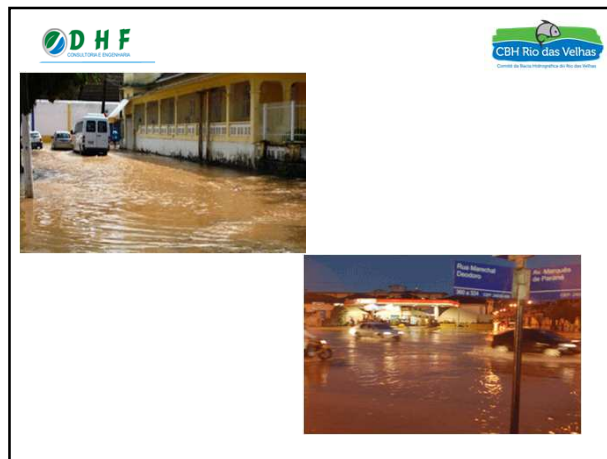 DHF
CONSULTORIA E ENGENHARIA
CBH Rio das Velhas
Comitê da Bacia Hidrográfica do Rio das Velhas
Rua Marechal
Deodoro
Av. Marquês
de Paraná